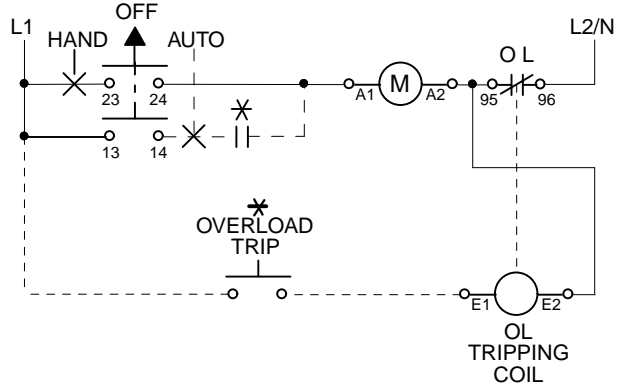 OFF
L1
HAND
AUTO
L2/N
O L
M
23
24
A1
A2
95
96
13
14
OVERLOAD
TRIP
E1
E2
OL
TRIPPING
COIL